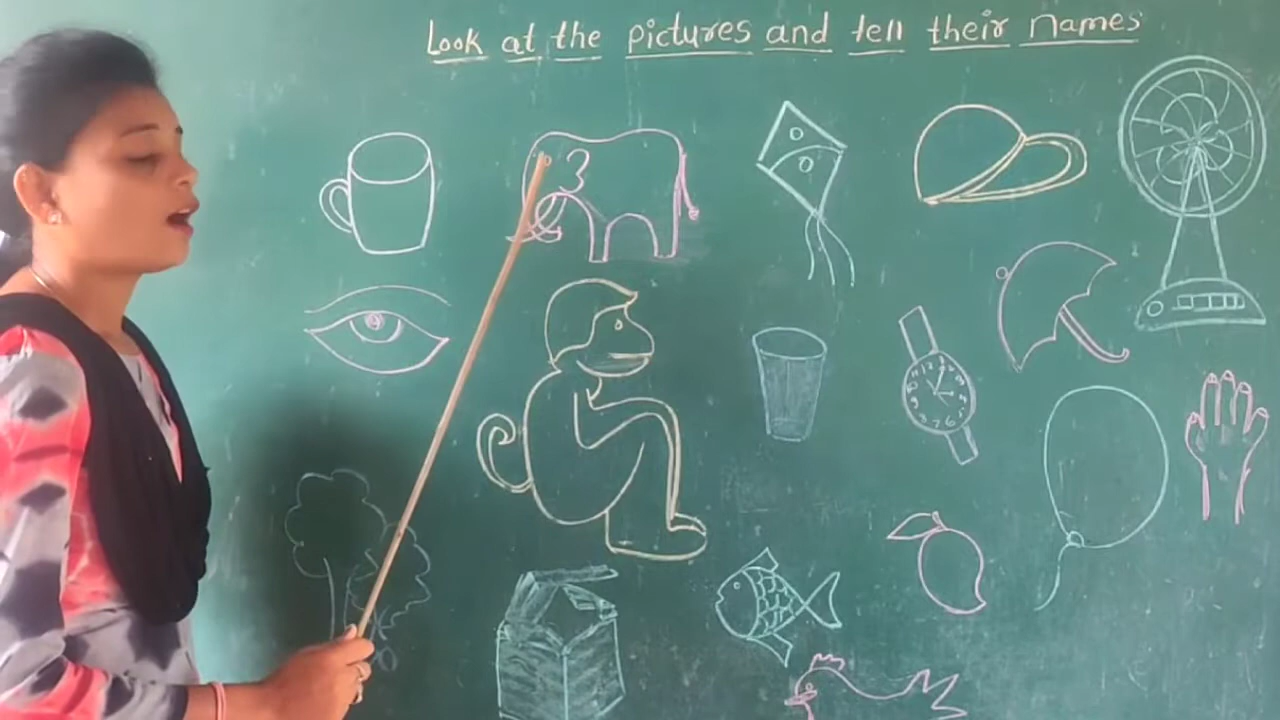 Look at the pictures and tell their names